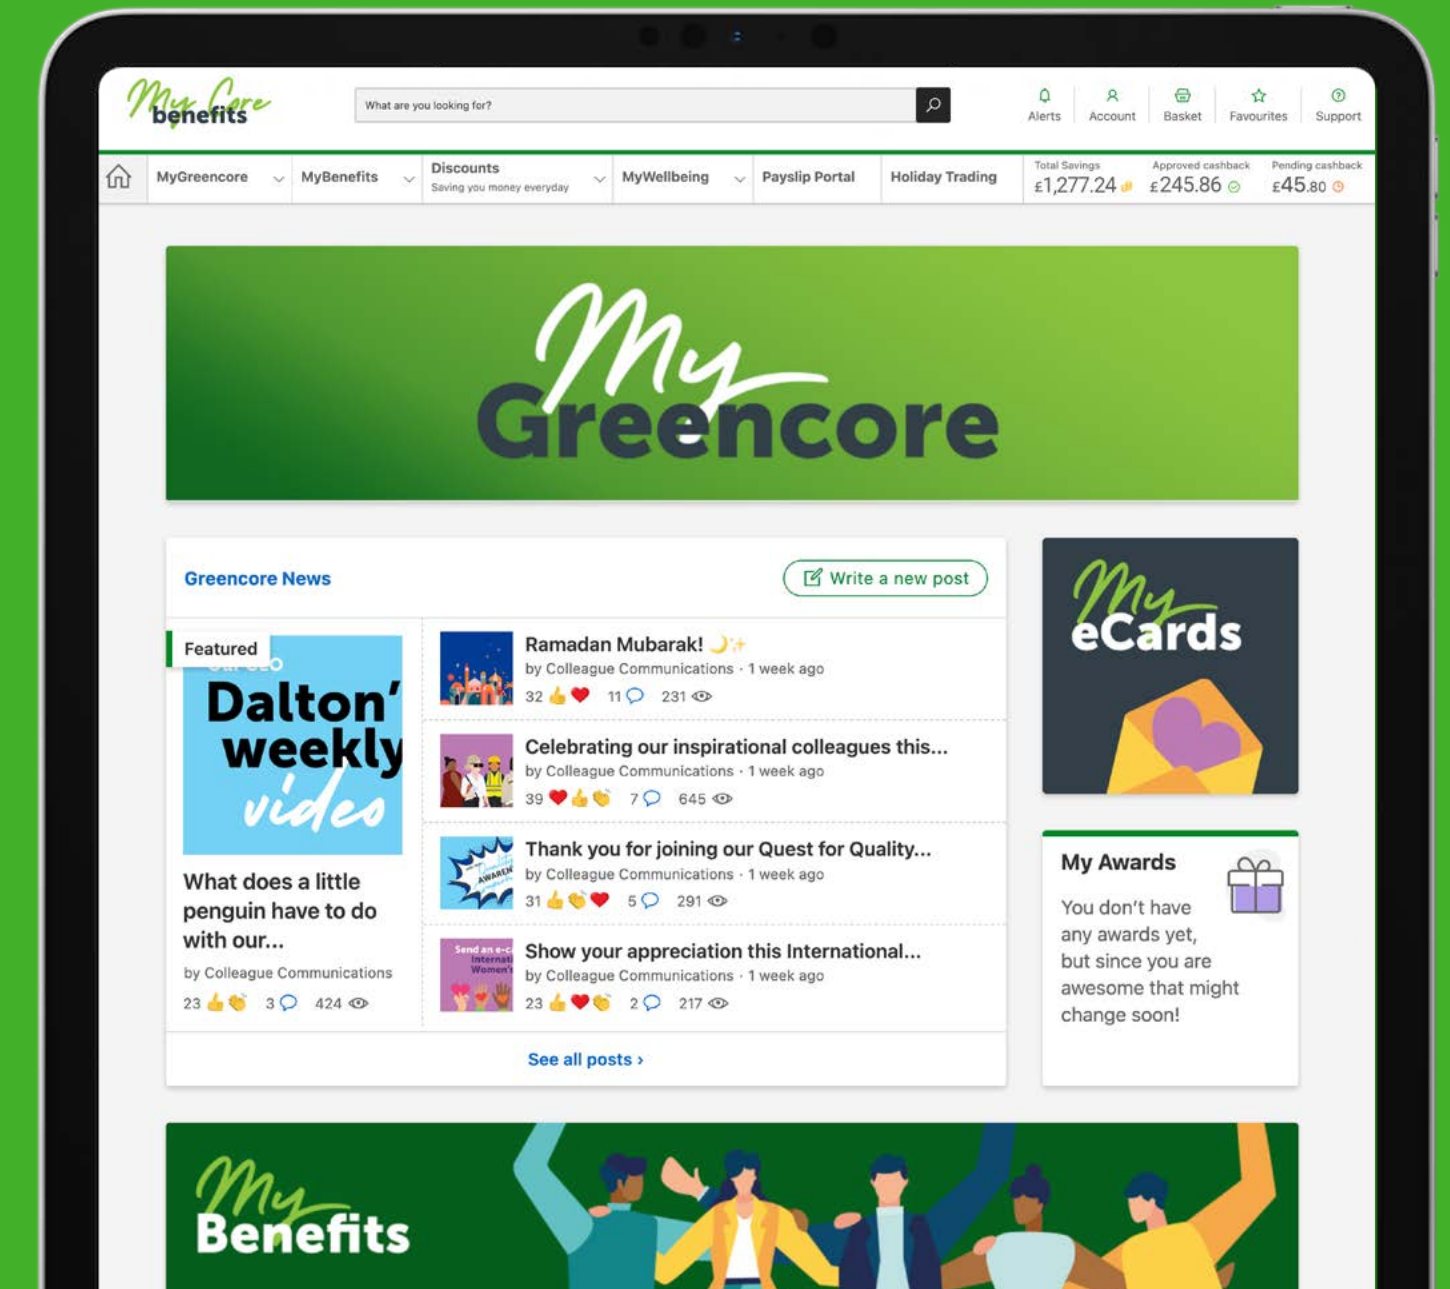 My Core
benefits
What are you looking for?
Alerts
Account
Basket
Favourites
Support
MyGreencore
MyBenefits
Discounts
Saving you money everyday
MyWellbeing
Payslip Portal
Holiday Trading
Total Savings
£1,277.24
Approved cashback
£245.86
Pending cashback
£45.80
My
Greencore
Greencore News
Write a new post
Featured
Dalton'
weekly
video
What does a little
penguin have to do
with our...
by Colleague Communications
23 3 424
Ramadan Mubarak!
by Colleague Communications · 1 week ago
32 11 231
Celebrating our inspirational colleagues this...
by Colleague Communications · 1 week ago
39 7 645
Thank you for joining our Quest for Quality...
by Colleague Communications · 1 week ago
31 5 291
Send an e-c
Internati
Women's
Show your appreciation this International...
by Colleague Communications · 1 week ago
23 2 217
See all posts ›
My
eCards
My Awards
You don't have
any awards yet,
but since you are
awesome that might
change soon!
My
Benefits